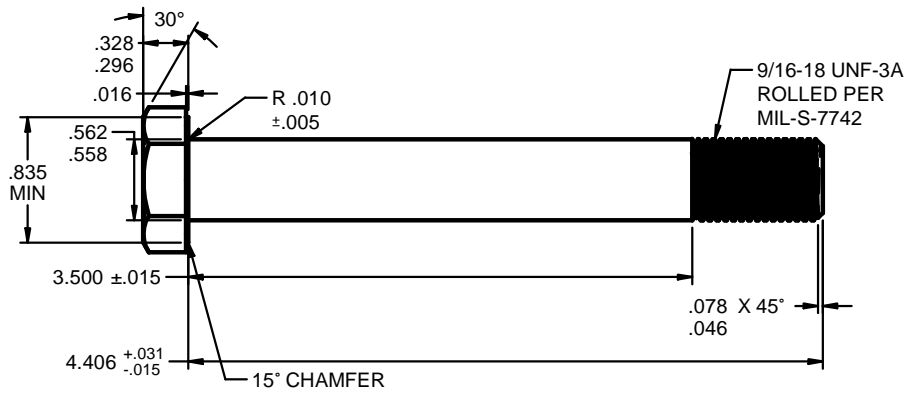 30°
.328
.296
.016
R .010
±.005
9/16-18 UNF-3A
ROLLED PER
MIL-S-7742
.562
.558
.835
MIN
3.500 ±.015
.078 X 45°
.046
4.406 +.031
-.015
15° CHAMFER